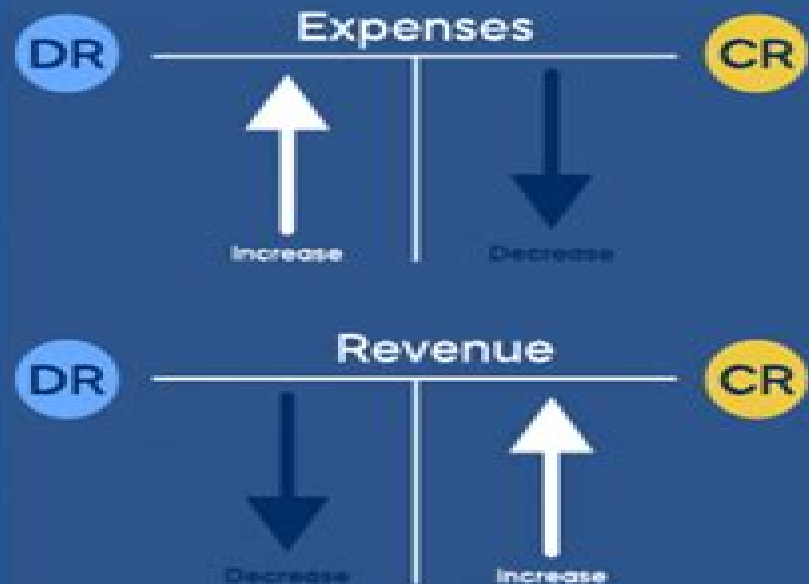 Expenses
DR CR
Increase Decrease
Revenue
DR CR
Decrease Increase